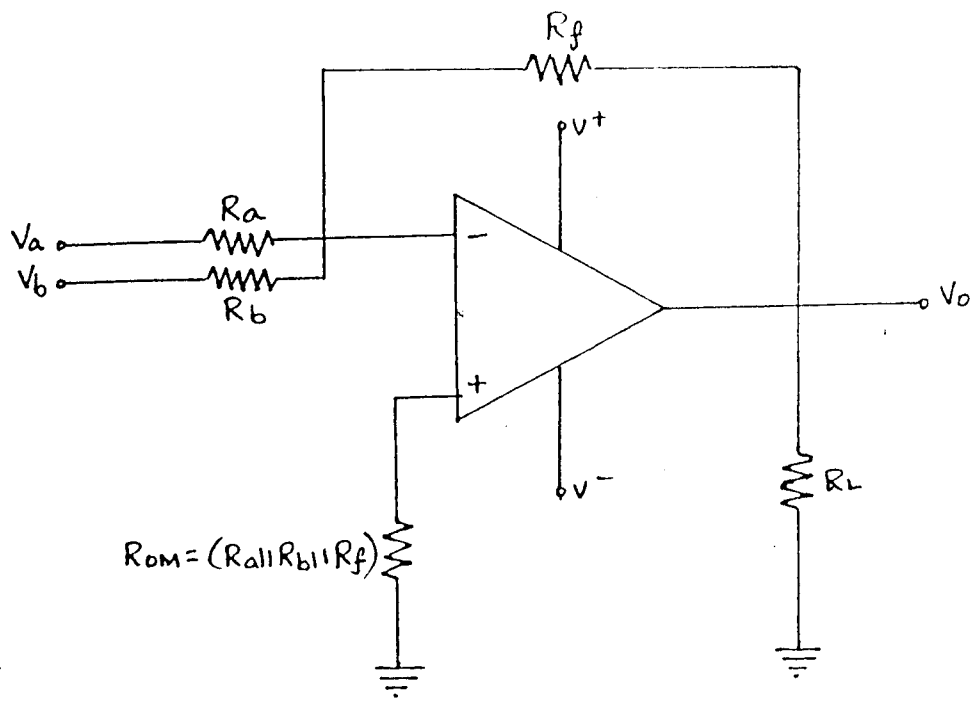 Rf
V+
Ra
Va
-
Vb
Rb
Vo
+
V-
RL
ROM = (Ra||Rb||Rf)